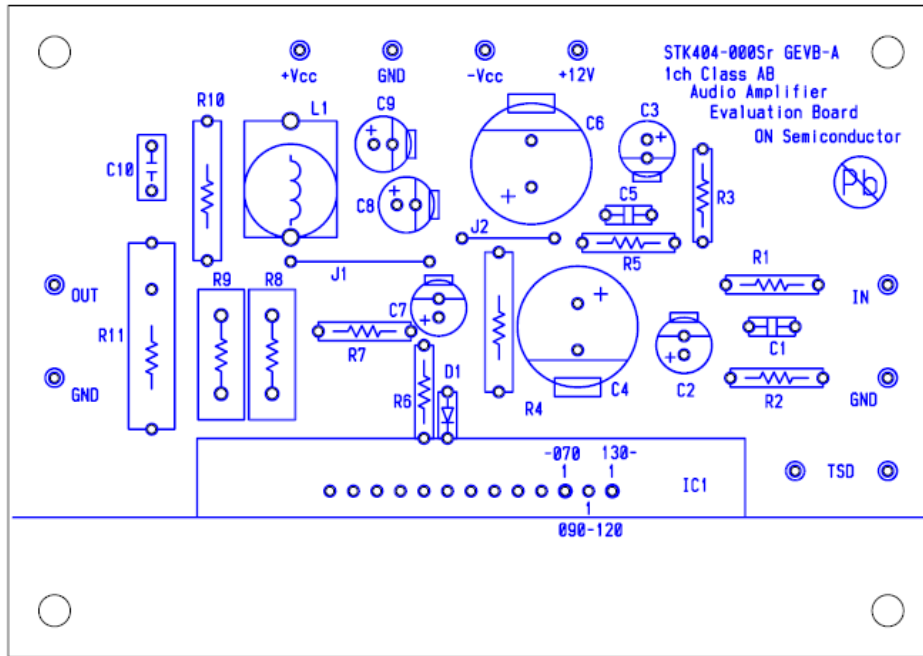 STK404-000Sr GEVB-A
1ch Class AB
Audio Amplifier
Evaluation Board
ON Semiconductor
+Vcc
GND
-Vcc
+12V
R10
L1
C9
C6
C3
C10
Pb
R3
C5
C8
J2
R5
J1
R9
R8
R1
OUT
IN
R11
C7
R7
C1
D1
C2
R2
GND
R6
R4
C4
GND
-070
130-
1
1
IC1
TSD
1
090-120